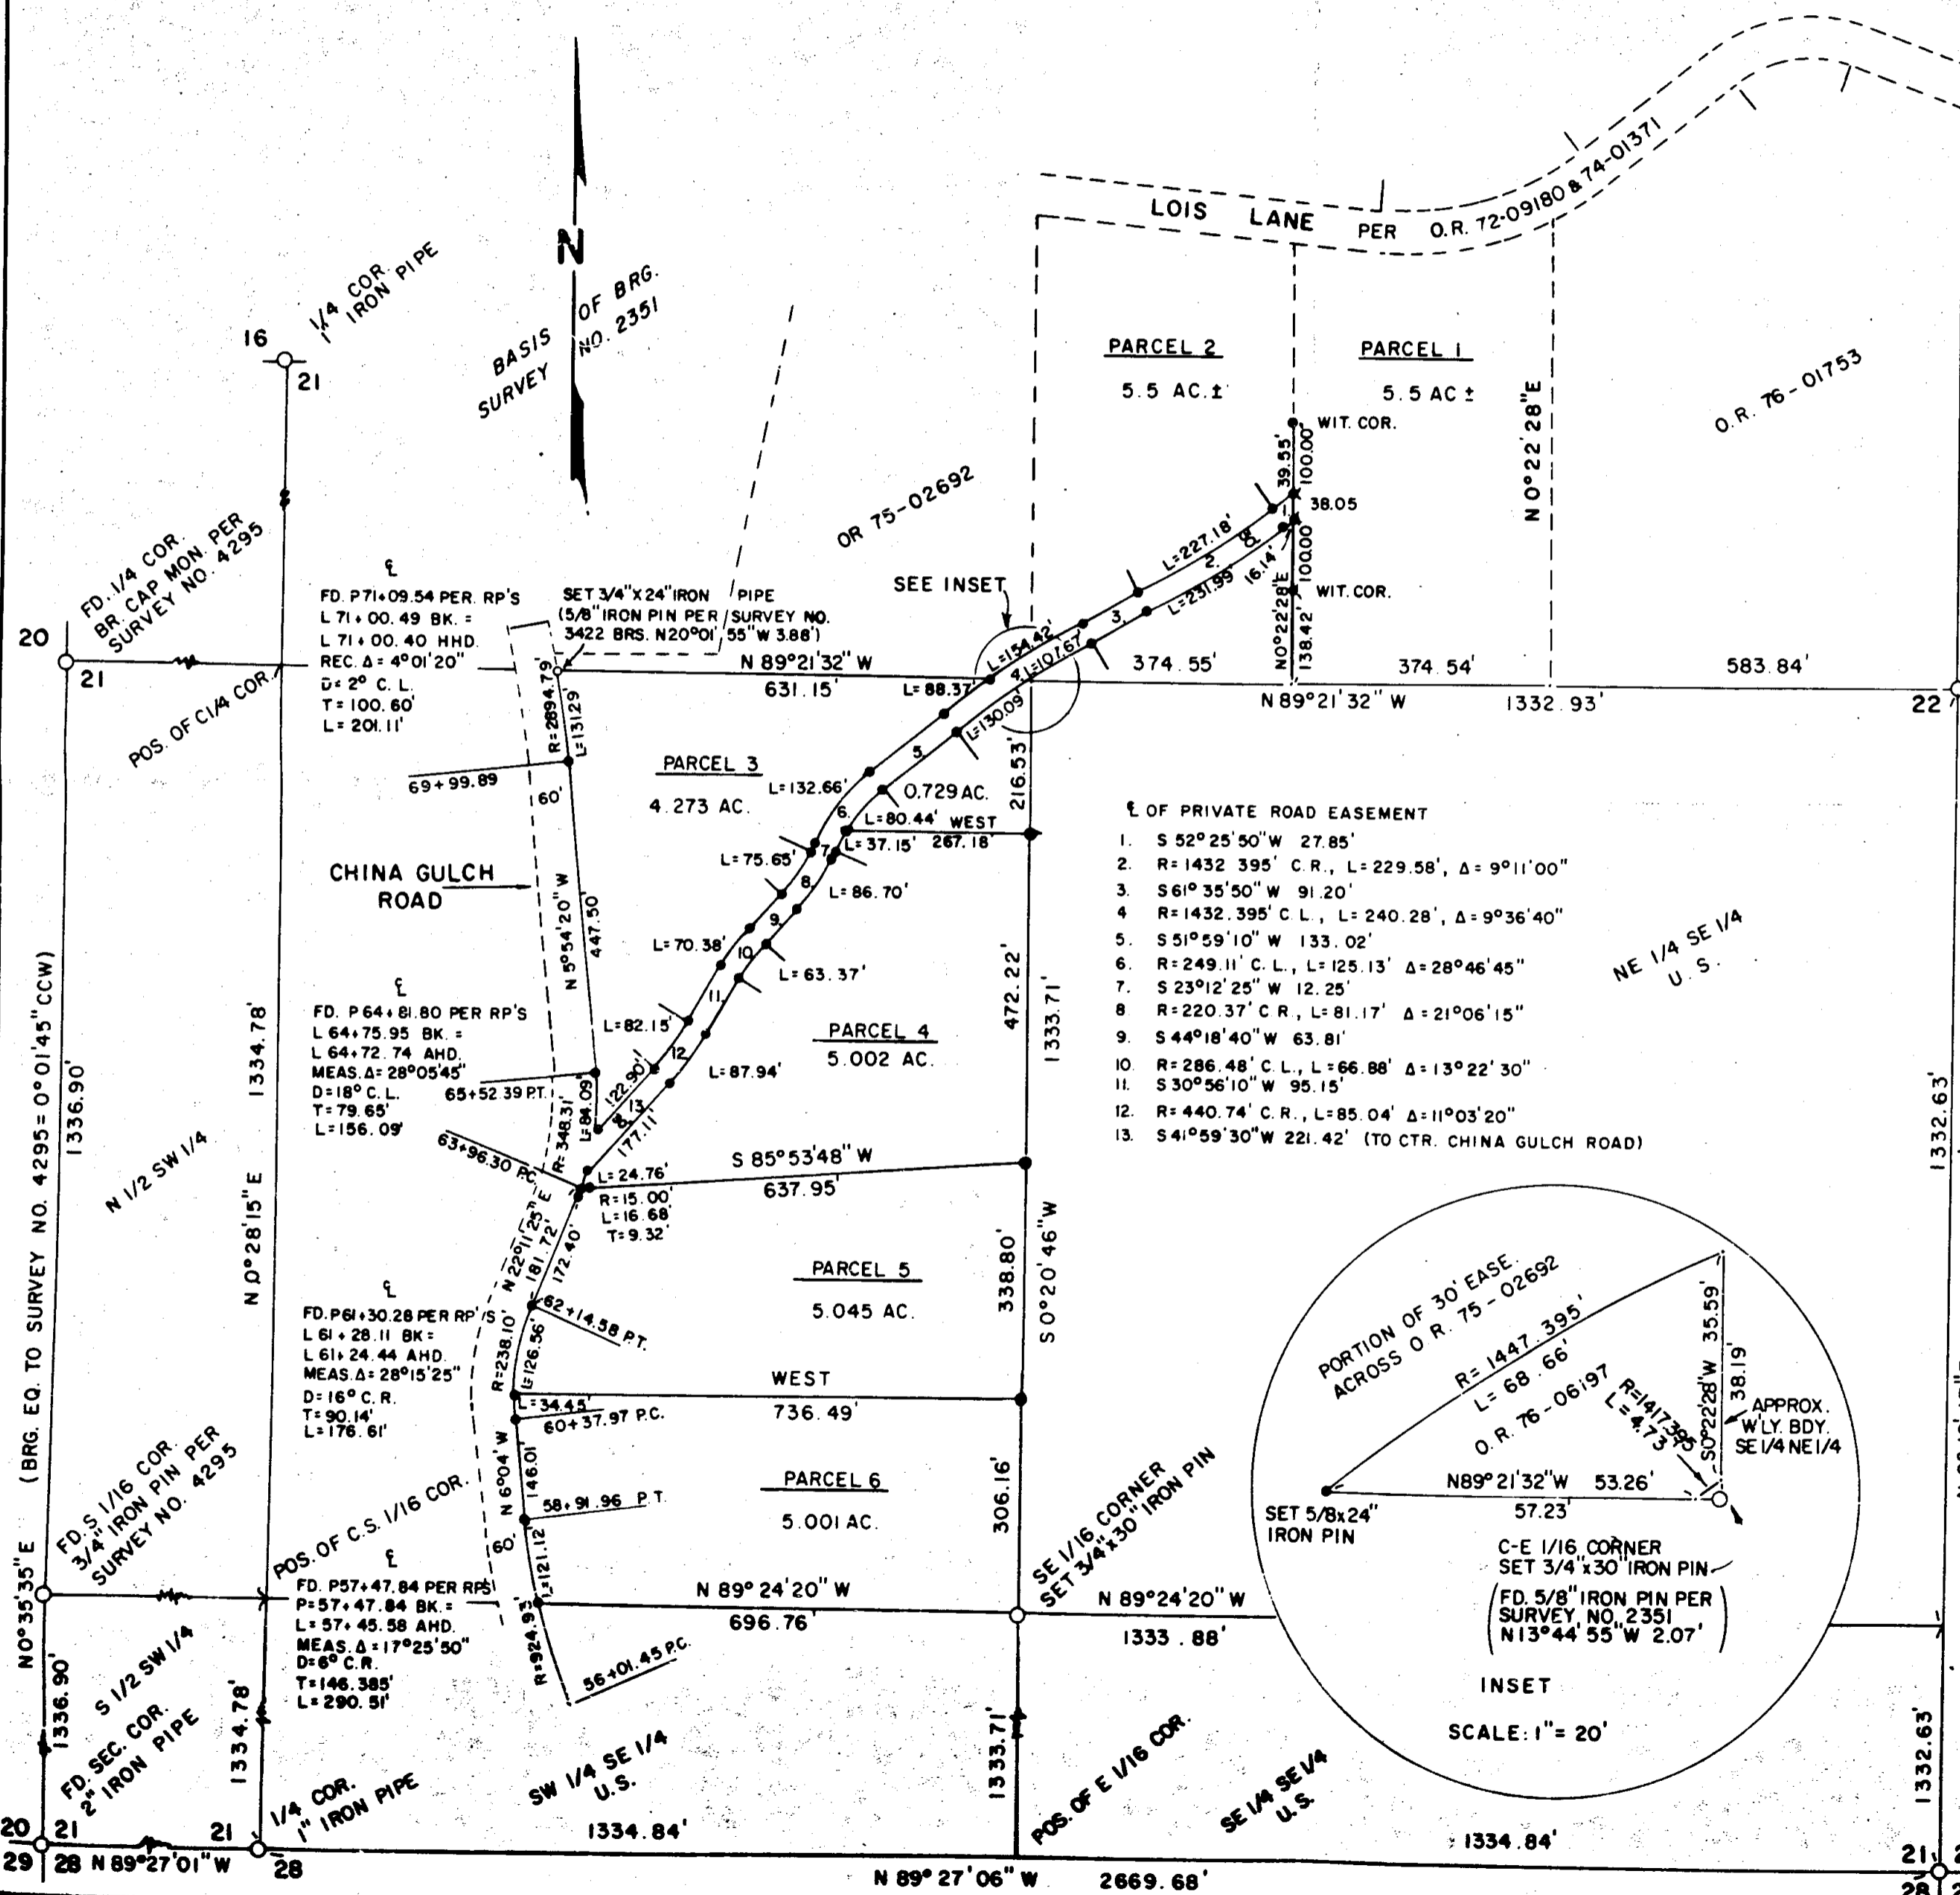 LOIS LANE PER O.R. 72-09180 & 74-01371
N
BASIS OF BRG.
SURVEY NO. 2351
16
21
1/4 COR.
1" IRON PIPE
PARCEL 2
5.5 AC.±
PARCEL 1
5.5 AC ±
N 0°22'28"E
O.R. 76-01753
WIT. COR.
39.55'
100.00'
38.05
100.00'
WIT. COR.
16.14'
N0°22'28"E
138.42'
OR 75-02692
SEE INSET
L=227.18'
2.
L=231.99'
3.
L=154.42'
4.
L=107.67'
374.55'
374.54'
583.84'
N 89°21'32" W
1332.93'
22
FD. 1/4 COR.
BR. CAP MON. PER
SURVEY NO. 4295
20
21
POS. OF C1/4 COR.
℄
FD. P71+09.54 PER. RP'S
L 71+00.49 BK. =
L 71+00.40 HHD.
REC. Δ= 4°01'20"
D= 2° C. L.
T= 100.60'
L= 201.11'
SET 3/4"X24" IRON PIPE
(5/8" IRON PIN PER SURVEY NO.
3422 BRS. N20°01'55"W 3.88')
N 89°21'32" W
631.15'
L= 88.37'
L=130.09'
R=2894.79'
L=131.29
69+99.89
60'
PARCEL 3
4.273 AC.
5.
L=132.66'
0.729 AC.
6.
L=80.44' WEST
L=37.15' 267.18'
216.53'
7.
L=75.65'
8.
L=86.70'
9.
L=70.38'
10.
L=63.37'
11.
L=82.15'
12.
L=87.94'
122.90'
13.
177.11'
CHINA GULCH
ROAD
N 5°54'20" W
447.50'
℄ OF PRIVATE ROAD EASEMENT
1. S 52°25'50"W 27.85'
2. R=1432 395' C.R., L=229.58', Δ= 9°11'00"
3. S61°35'50"W 91.20'
4 R=1432.395' C.L., L= 240.28', Δ=9°36'40"
5. S51°59'10"W 133.02'
6. R=249.11' C.L., L=125.13' Δ=28°46'45"
7. S 23°12'25" W 12.25'
8 R=220.37' C.R., L=81.17' Δ=21°06'15"
9. S44°18'40"W 63.81'
10. R=286.48' C.L., L=66.88' Δ=13°22'30"
11. S30°56'10"W 95.15'
12. R=440.74' C.R., L=85.04' Δ=11°03'20"
13. S41°59'30"W 221.42' (TO CTR. CHINA GULCH ROAD)
NE 1/4 SE 1/4
U. S.
472.22'
1333.71'
PARCEL 4
5.002 AC.
℄
FD. P64+81.80 PER RP'S
L 64+75.95 BK. =
L 64+72.74 AHD.
MEAS. Δ= 28°05'45"
D=18° C. L.
T=79.65'
L=156.09'
65+52.39 P.T.
L=84.09'
R=348.31'
63+96.30 P.C.
L=24.76'
R=15.00'
L=16.68'
T=9.32'
S 85°53'48" W
637.95'
N 22°11'25" E
181.72'
172.40'
(BRG. EQ. TO SURVEY NO. 4295= 0°01'45" CCW)
N0°35'35"E
1336.90'
1334.78'
N 0°28'15" E
N 1/2 SW 1/4
PARCEL 5
5.045 AC.
338.80'
S 0°20'46"W
℄
FD. P61+30.28 PER RP'S
L 61+28.11 BK =
L 61+24.44 AHD.
MEAS. Δ= 28°15'25"
D= 16° C. R.
T= 90.14'
L=176.61'
62+14.58 P.T.
R=238.10'
L=126.56'
WEST
736.49'
L=34.45'
60+37.97 P.C.
N 6°04' W
146.01'
58+91.96 P.T.
60'
PARCEL 6
5.001 AC.
306.16'
L=121.12'
R=924.93'
56+01.45 P.C.
FD. S 1/16 COR.
3/4" IRON PIN PER
SURVEY NO. 4295
POS. OF C.S. 1/16 COR.
℄
FD. P57+47.84 PER RPS'
P=57+47.84 BK.=
L= 57+45.58 AHD.
MEAS. Δ=17°25'50"
D=6° C.R.
T=146.385'
L=290.51'
N 89°24'20" W
696.76'
SE 1/16 CORNER
SET 3/4"x30" IRON PIN
N 89°24'20" W
1333.88'
PORTION OF 30' EASE.
ACROSS O R. 75-02692
R= 1447.395'
L= 68.66'
O.R. 76-06197
R=1417.395
L=4.73'
S0°22'28"W 35.59'
38.19'
APPROX.
W'LY. BDY.
SE1/4 NE1/4
N89°21'32"W 53.26'
57.23'
SET 5/8x24"
IRON PIN
C-E 1/16 CORNER
SET 3/4"x30" IRON PIN
(FD. 5/8" IRON PIN PER
SURVEY NO. 2351
N13°44'55"W 2.07')
INSET
SCALE: 1"= 20'
1332.63'
1332.63'
1336.90'
S 1/2 SW 1/4
FD. SEC. COR.
2" IRON PIPE
1334.78'
1/4 COR.
1" IRON PIPE
SW 1/4 SE 1/4
U.S.
1333.71'
POS. OF E 1/16 COR.
SE 1/4 SE 1/4
U.S.
1334.84'
1334.84'
20 21
29 28
N 89°27'01" W
21
28
N 89°27'06" W 2669.68'
21
28